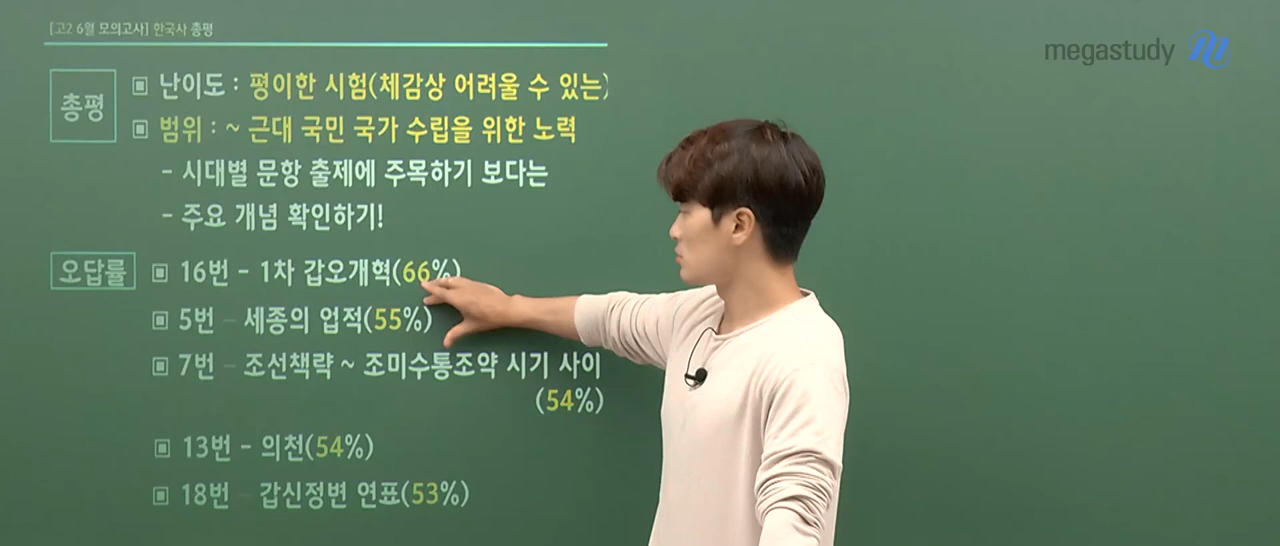 [고2 6월 모의고사] 한국사 총평
megastudy
총평
▣ 난이도 : 평이한 시험(체감상 어려울 수 있는)
▣ 범위 : ~ 근대 국민 국가 수립을 위한 노력
- 시대별 문항 출제에 주목하기 보다는
- 주요 개념 확인하기!
오답률
▣ 16번 - 1차 갑오개혁(66%)
▣ 5번 - 세종의 업적(55%)
▣ 7번 - 조선책략 ~ 조미수통조약 시기 사이
(54%)
▣ 13번 - 의천(54%)
▣ 18번 - 갑신정변 연표(53%)